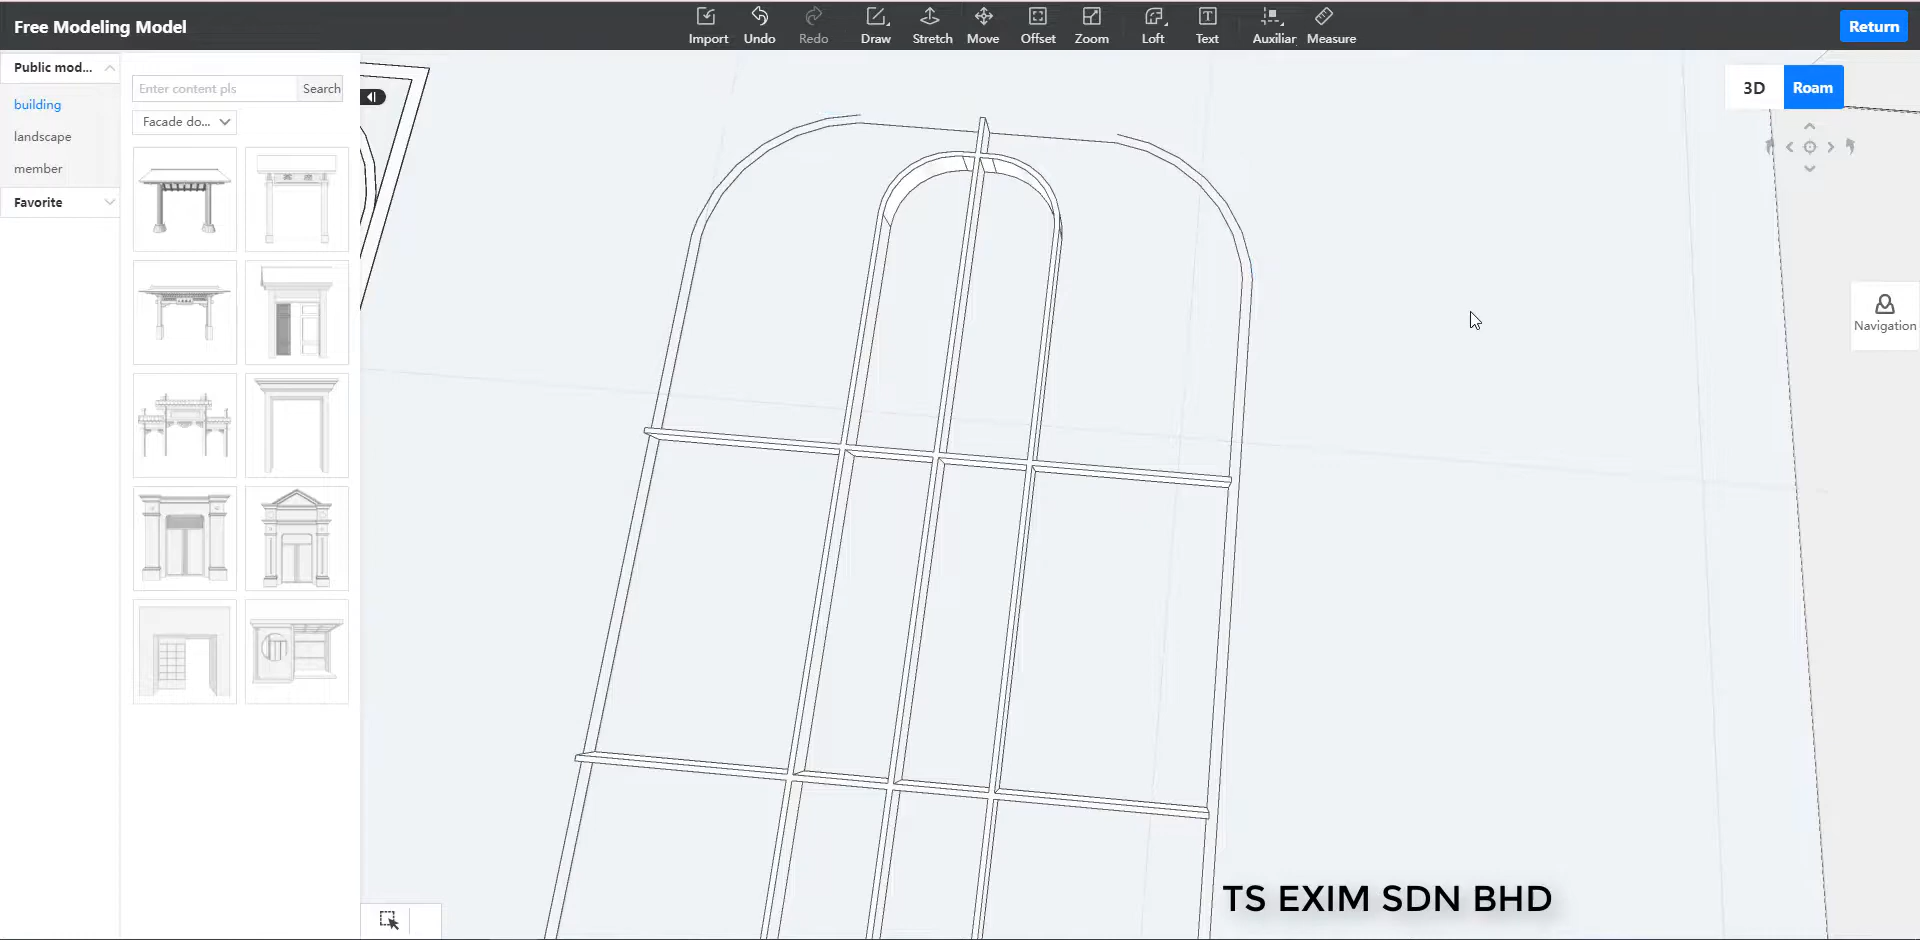 Free Modeling Model
Import
Undo
Redo
Draw
Stretch
Move
Offset
Zoom
Loft
Text
Auxiliar
Measure
Return
Public mod...
building
landscape
member
Favorite
Enter content pls
Search
Facade do...
3D
Roam
Navigation
TS EXIM SDN BHD